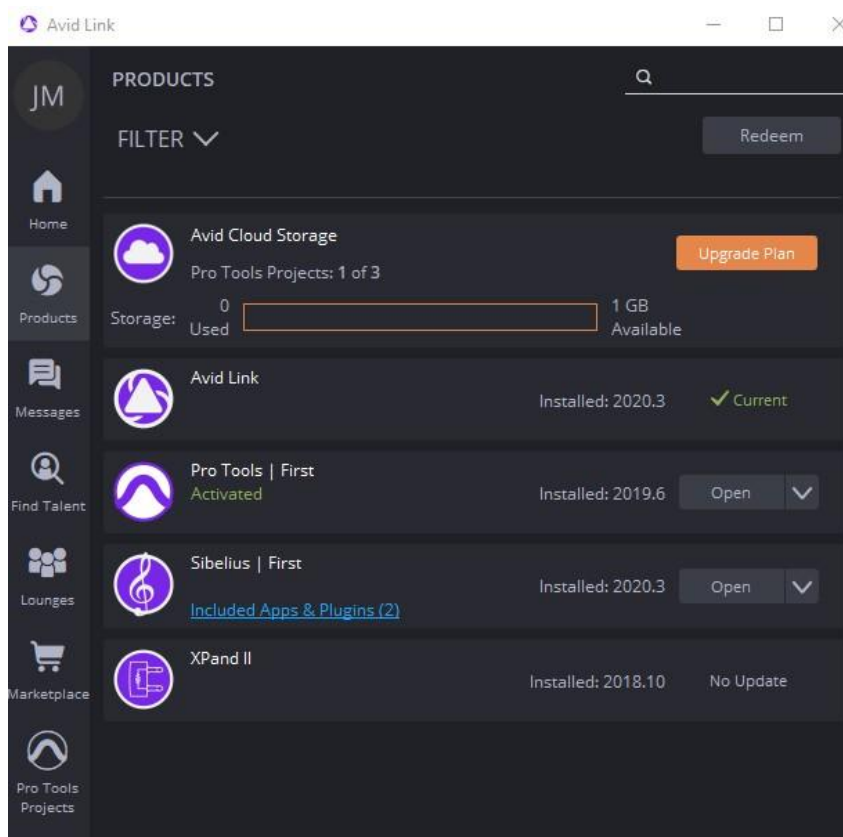 Avid Link
JM
PRODUCTS
FILTER
Redeem
Home
Products
Messages
Find Talent
Lounges
Marketplace
Pro Tools
Projects
Avid Cloud Storage
Upgrade Plan
Pro Tools Projects: 1 of 3
Storage:
0
Used
1 GB
Available
Avid Link
Installed: 2020.3
Current
Pro Tools | First
Activated
Installed: 2019.6
Open
Sibelius | First
Included Apps & Plugins (2)
Installed: 2020.3
Open
XPand II
Installed: 2018.10
No Update